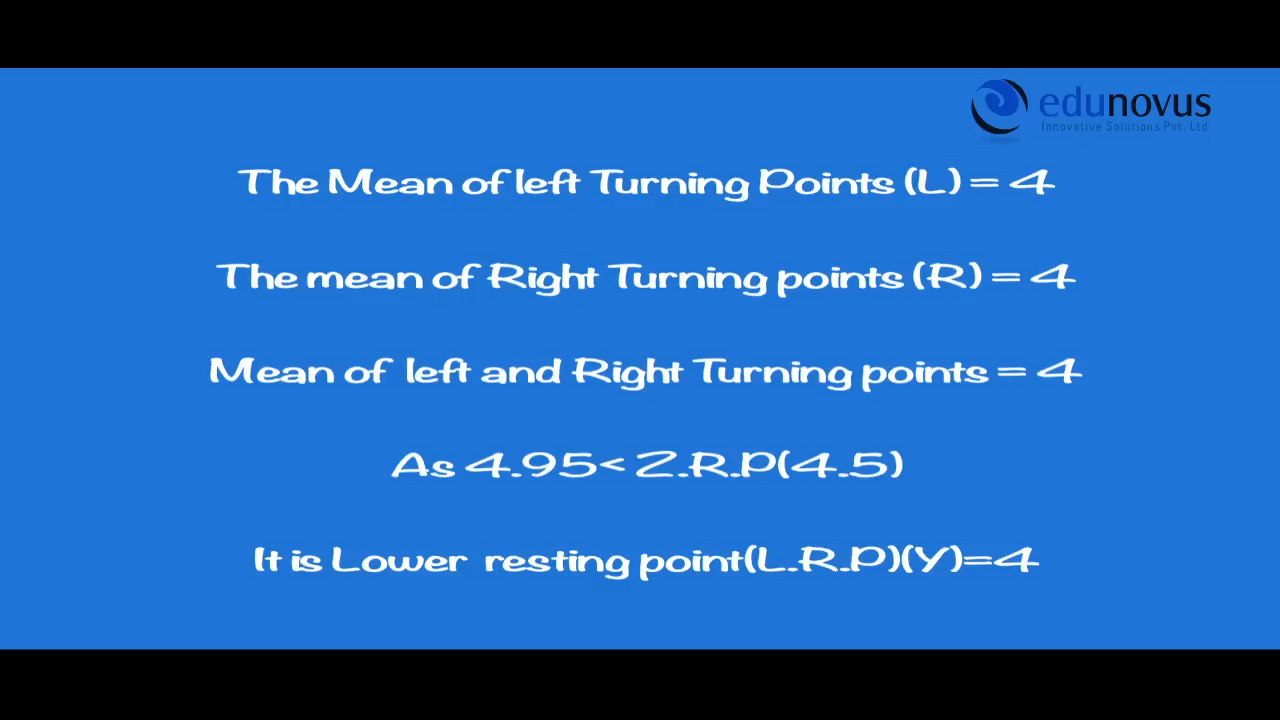 edunovus
Innovative Solutions Pvt. Ltd
The Mean of left Turning Points (L) = 4
The mean of Right Turning points (R) = 4
Mean of left and Right Turning points = 4
As 4.95< Z.R.P(4.5)
It is Lower resting point(L.R.P)(Y)=4